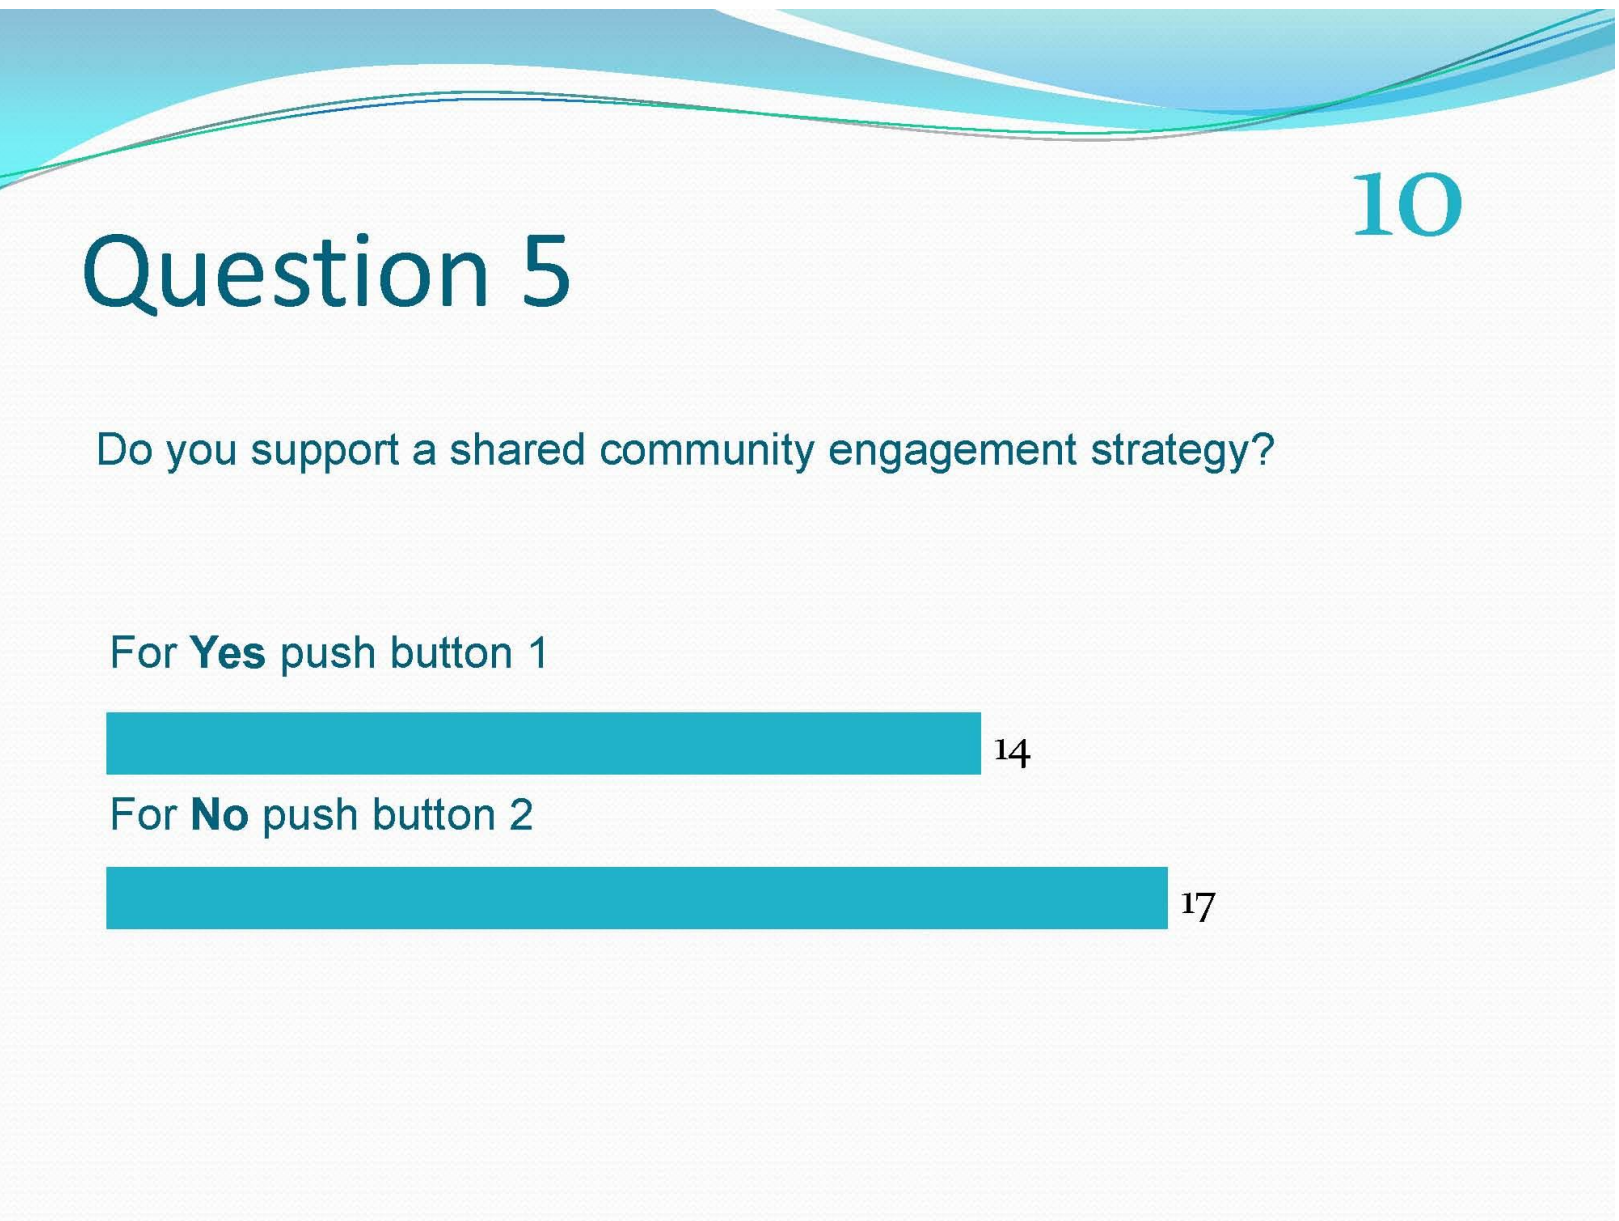 10
Question 5
Do you support a shared community engagement strategy?
For Yes push button 1
14
For No push button 2
17